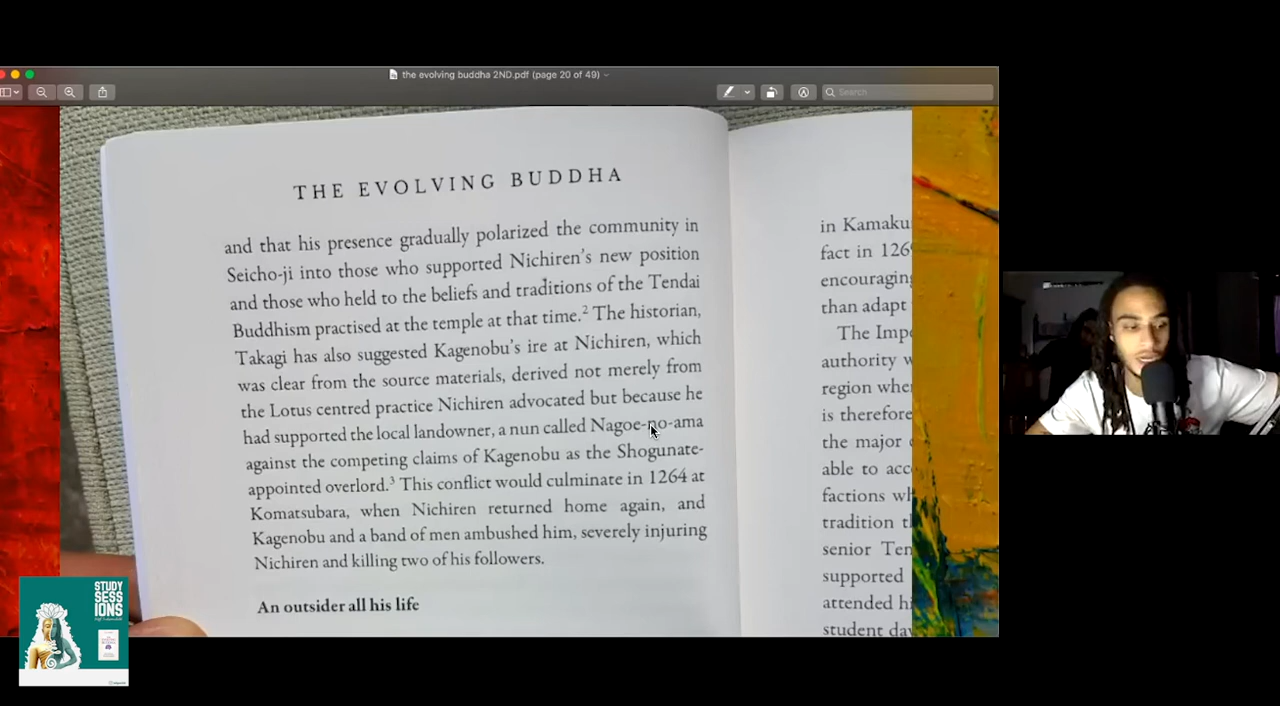 the evolving buddha 2ND.pdf (page 20 of 49)
Search
THE EVOLVING BUDDHA
and that his presence gradually polarized the community in
Seicho-ji into those who supported Nichiren's new position
and those who held to the beliefs and traditions of the Tendai
Buddhism practised at the temple at that time.² The historian,
Takagi has also suggested Kagenobu's ire at Nichiren, which
was clear from the source materials, derived not merely from
the Lotus centred practice Nichiren advocated but because he
had supported the local landowner, a nun called Nagoe-no-ama
against the competing claims of Kagenobu as the Shogunate-
appointed overlord.³ This conflict would culminate in 1264 at
Komatsubara, when Nichiren returned home again, and
Kagenobu and a band of men ambushed him, severely injuring
Nichiren and killing two of his followers.
An outsider all his life
in Kamaku
fact in 126
encouraging
than adapt
The Impe
authority w
region whe
is therefore
the major
able to acc
factions wh
tradition t
senior Ten
supported
attended hi
student da
STUDY
SESS
IONS